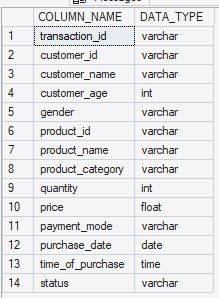 COLUMN_NAME DATA_TYPE
1 transaction_id varchar
2 customer_id varchar
3 customer_name varchar
4 customer_age int
5 gender varchar
6 product_id varchar
7 product_name varchar
8 product_category varchar
9 quantity int
10 price float
11 payment_mode varchar
12 purchase_date date
13 time_of_purchase time
14 status varchar